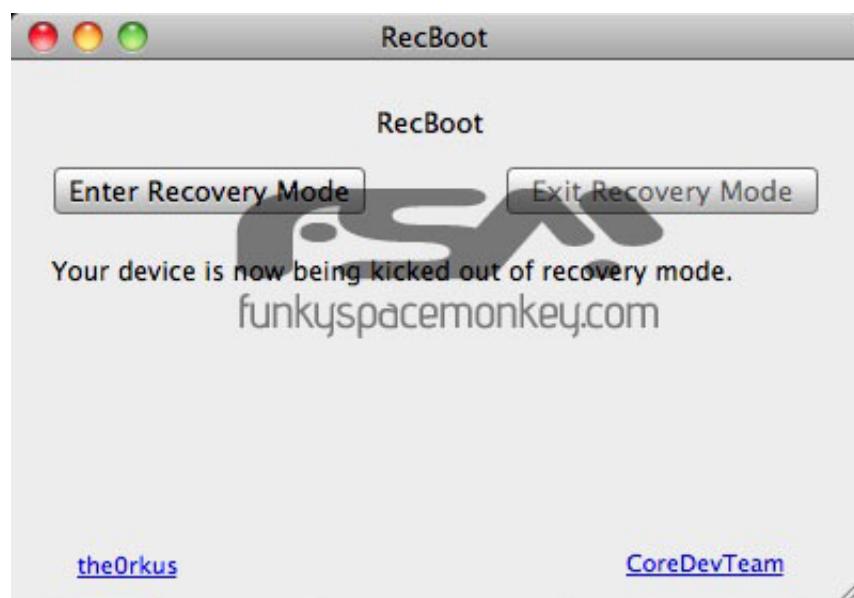 RecBoot
RecBoot
Enter Recovery Mode Exit Recovery Mode
Your device is now being kicked out of recovery mode.
FSM
funkyspacemonkey.com
the0rkus CoreDevTeam